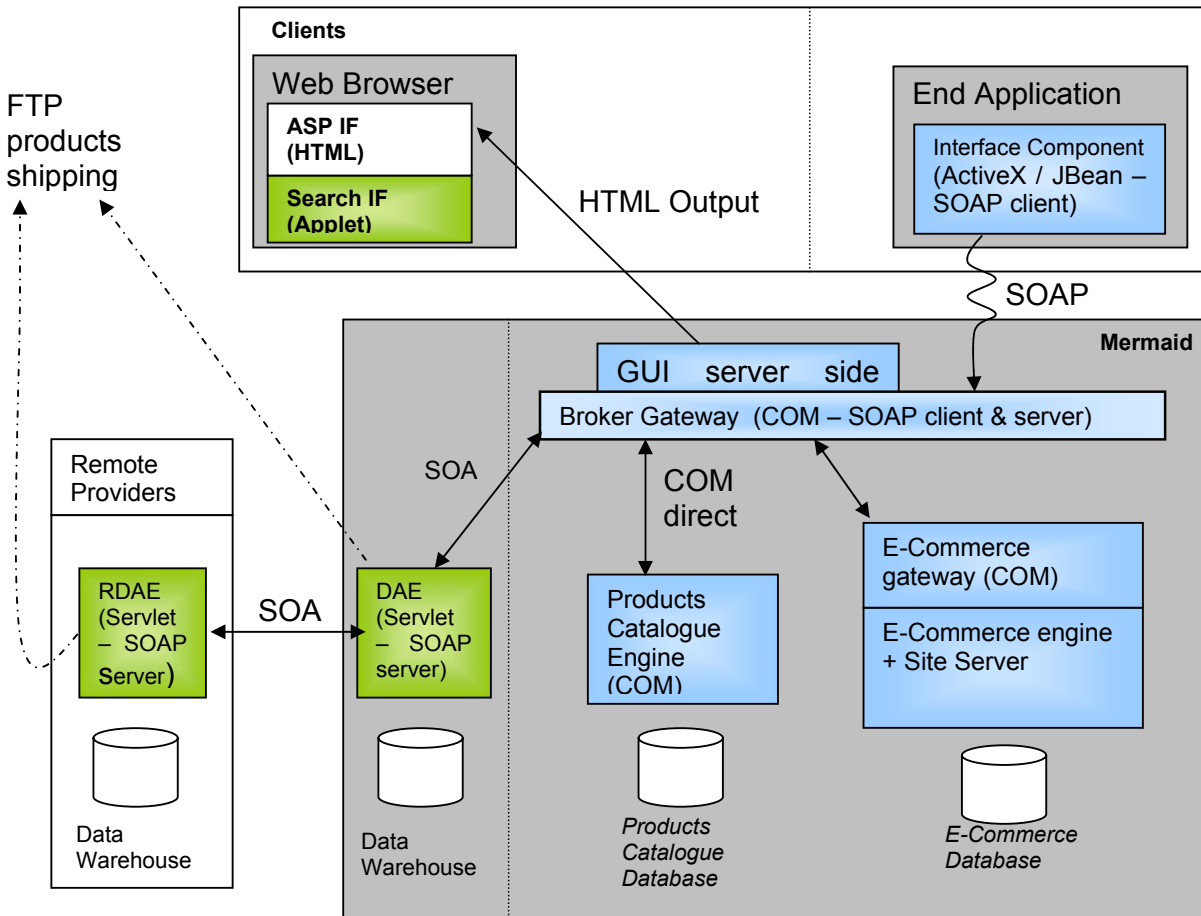 Clients
Web Browser
ASP IF
(HTML)
Search IF
(Applet)
End Application
Interface Component
(ActiveX / JBean –
SOAP client)
FTP
products
shipping
HTML Output
SOAP
Mermaid
GUI server side
Broker Gateway (COM – SOAP client & server)
Remote
Providers
SOA
COM
direct
RDAE
(Servlet
– SOAP
server)
SOA
DAE
(Servlet
– SOAP
server)
Products
Catalogue
Engine
(COM)
E-Commerce
gateway (COM)
E-Commerce engine
+ Site Server
Data
Warehouse
Data
Warehouse
Products
Catalogue
Database
E-Commerce
Database